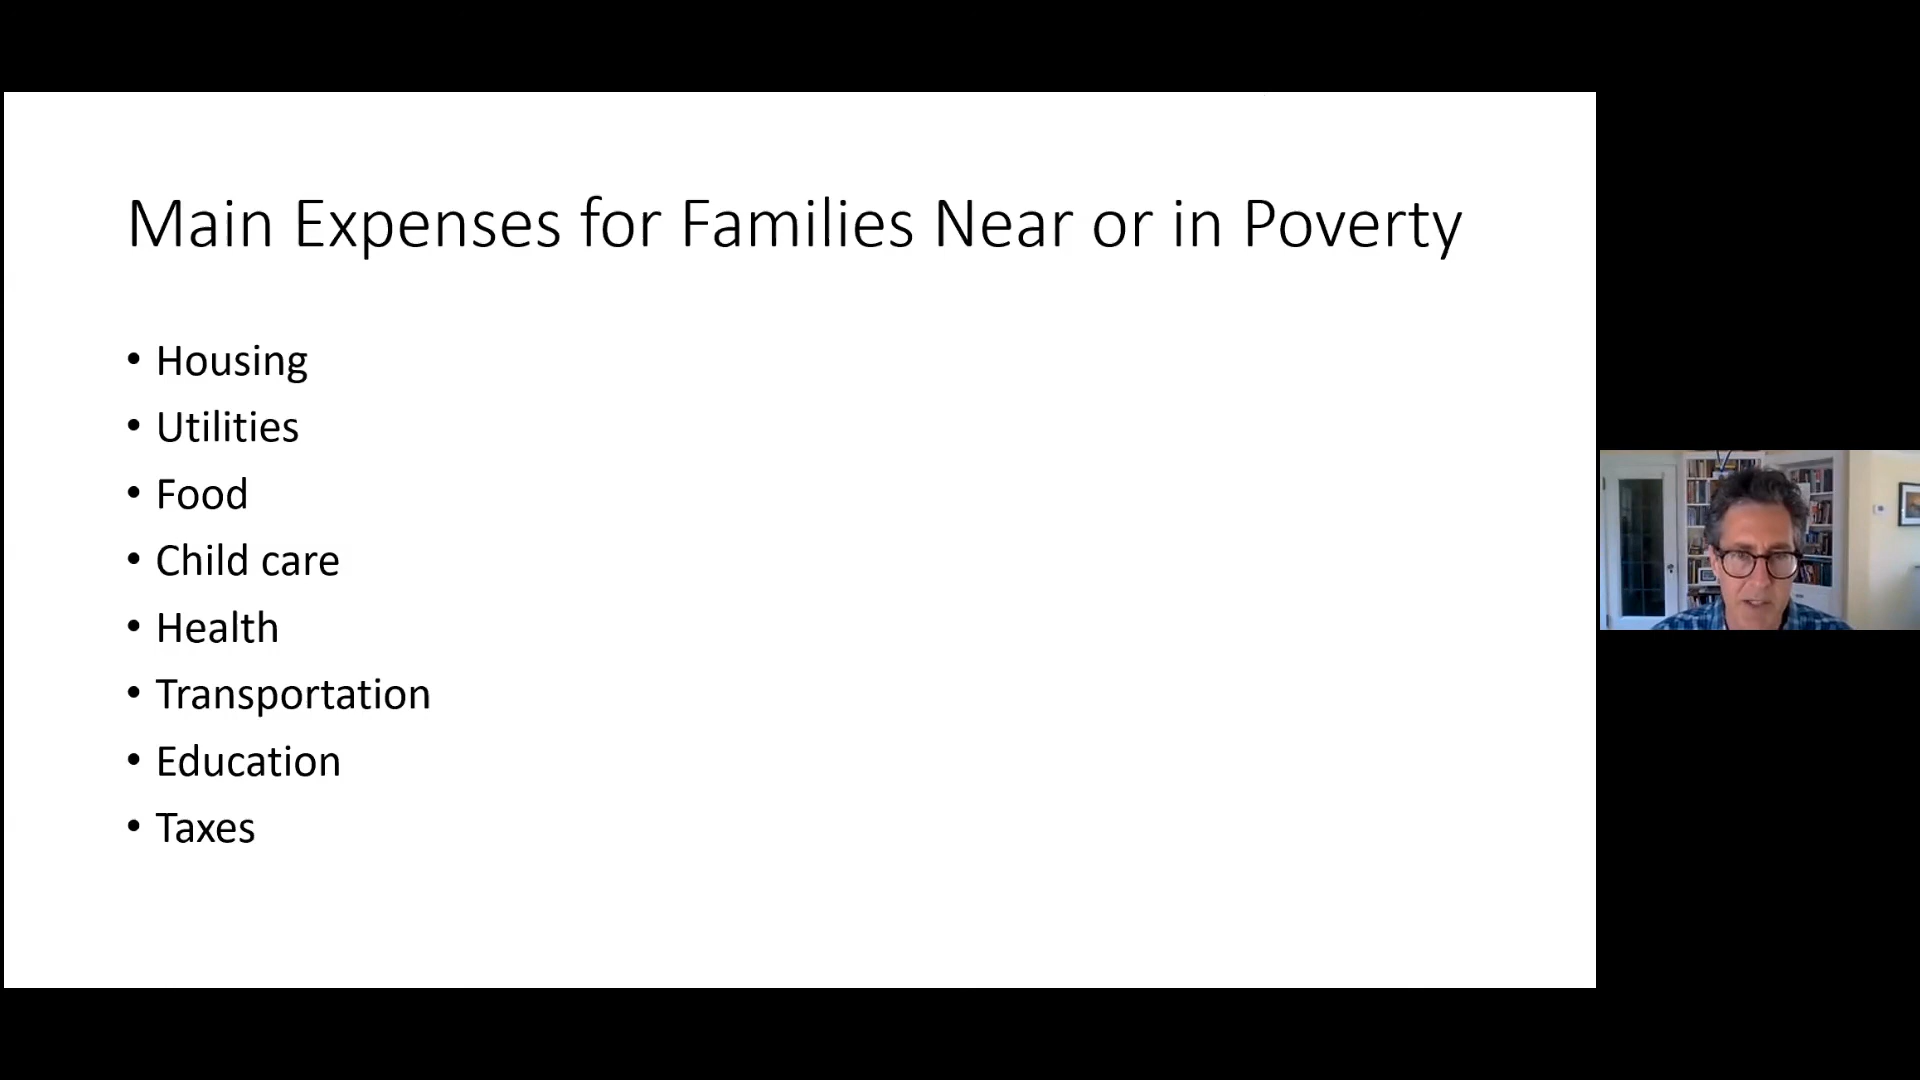 Main Expenses for Families Near or in Poverty
• Housing
• Utilities
• Food
• Child care
• Health
• Transportation
• Education
• Taxes